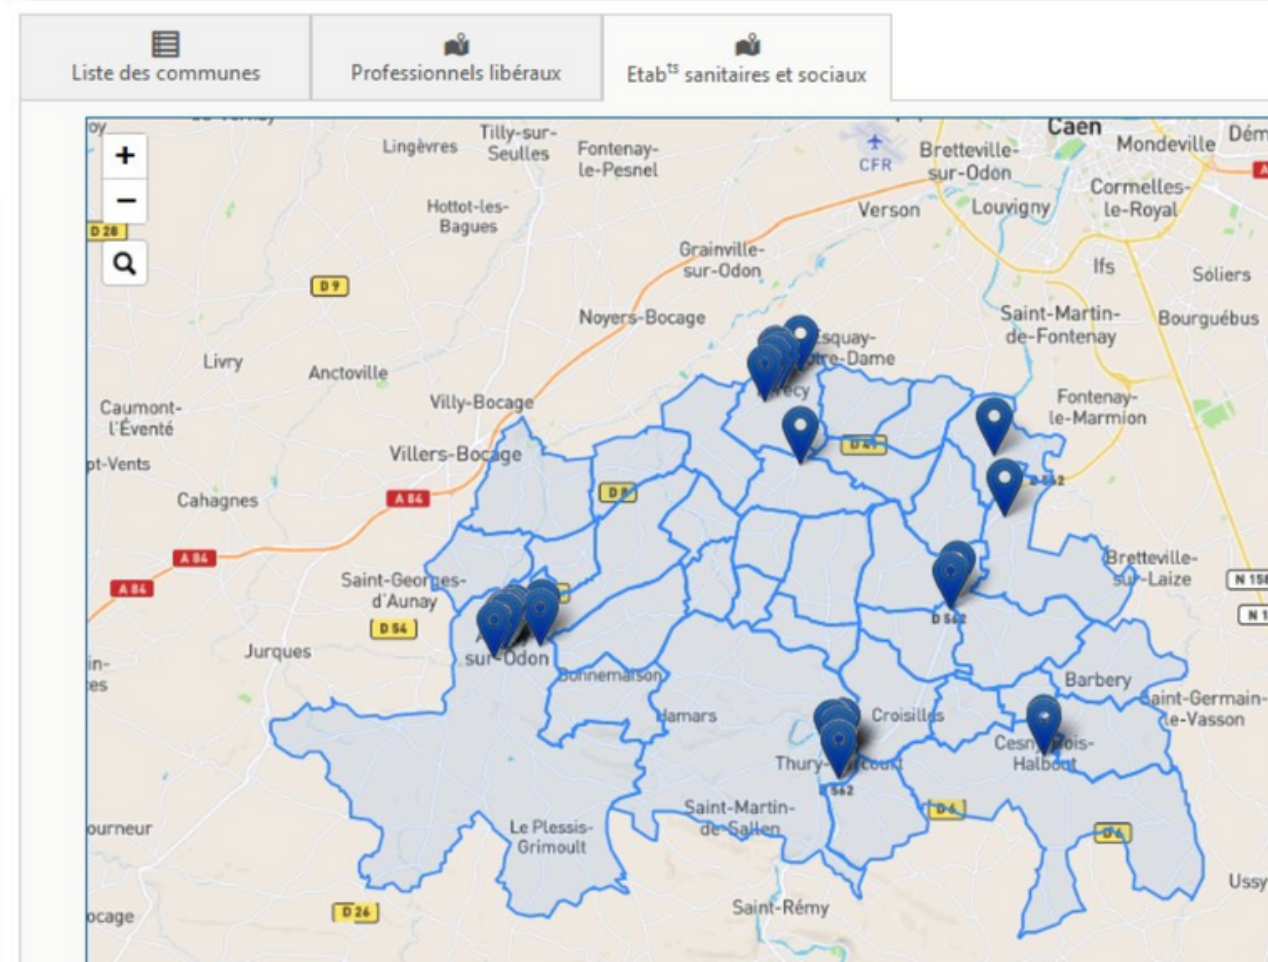 Liste des communes
Professionnels libéraux
Etabts sanitaires et sociaux
+
−
Caen
Mondeville
Tilly-sur-
Seulles
Lingèvres
Fontenay-
le-Pesnel
CFR
Bretteville-
sur-Odon
Cormelles-
le-Royal
Verson
Louvigny
Hottot-les-
Bagues
D 28
Grainville-
sur-Odon
Ifs
Soliers
D 9
Noyers-Bocage
Saint-Martin-
de-Fontenay
Bourguébus
Livry
Anctoville
Villy-Bocage
Caumont-
l'Éventé
Fontenay-
le-Marmion
Villers-Bocage
Cahagnes
A 84
D 8
A 84
A 84
Saint-Georges-
d'Aunay
D 54
Bretteville-
sur-Laize
N 158
D 562
Jurques
sur-Odon
Bonnemaison
Barbery
Hamars
Croisilles
Saint-Germain-
le-Vasson
Halbout
Saint-Martin-
de-Sallen
D 6
D 6
Le Plessis-
Grimoult
D 26
Saint-Rémy
Ussy